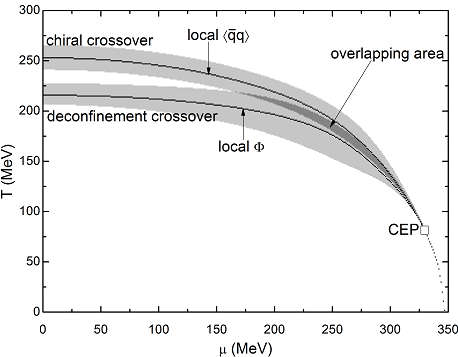 300
250
200
150
100
50
0
T (MeV)
chiral crossover
local ⟨q̄q⟩
overlapping area
deconfinement crossover
local Φ
CEP
0 50 100 150 200 250 300 350
μ (MeV)